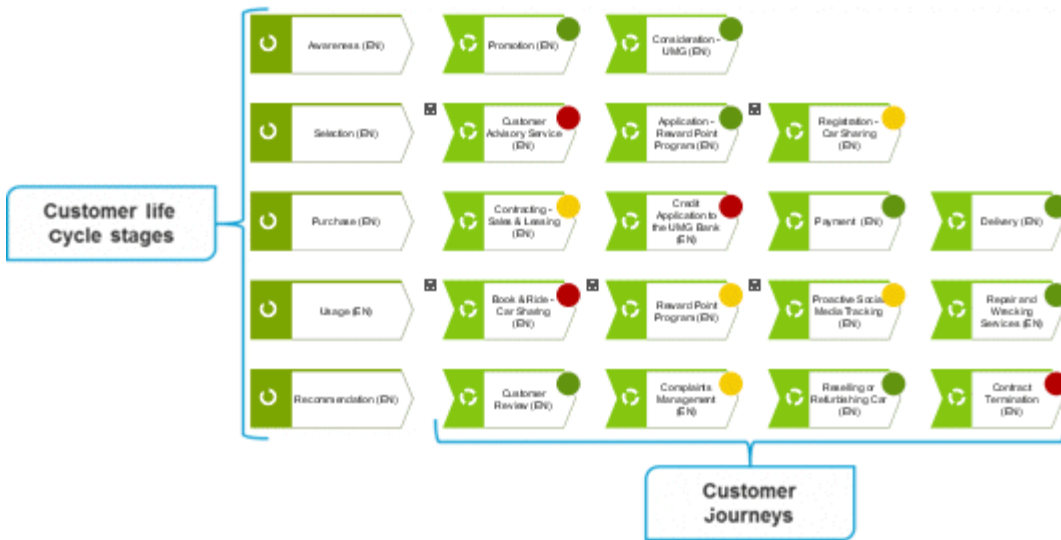 Awareness (EN)
Promotion (EN)
Consideration -
UMG (EN)
Selection (EN)
Customer
Advisory Service
(EN)
Application -
Reward Point
Program (EN)
Registration -
Car Sharing
(EN)
Customer life
Cycle stages
Purchase (EN)
Contracting -
Sales & Leasing
(EN)
Credit
Application to
the UMG Bank
(EN)
Payment (EN)
Delivery (EN)
Usage (EN)
Book & Ride -
Car Sharing
(EN)
Reward Point
Program (EN)
Proactive Social
Media Tracking
(EN)
Repair and
Wrecking
Services (EN)
Recommendation (EN)
Customer
Review (EN)
Complaints
Management
(EN)
Reselling or
Refurbishing Car
(EN)
Contract
Termination
(EN)
Customer
Journeys